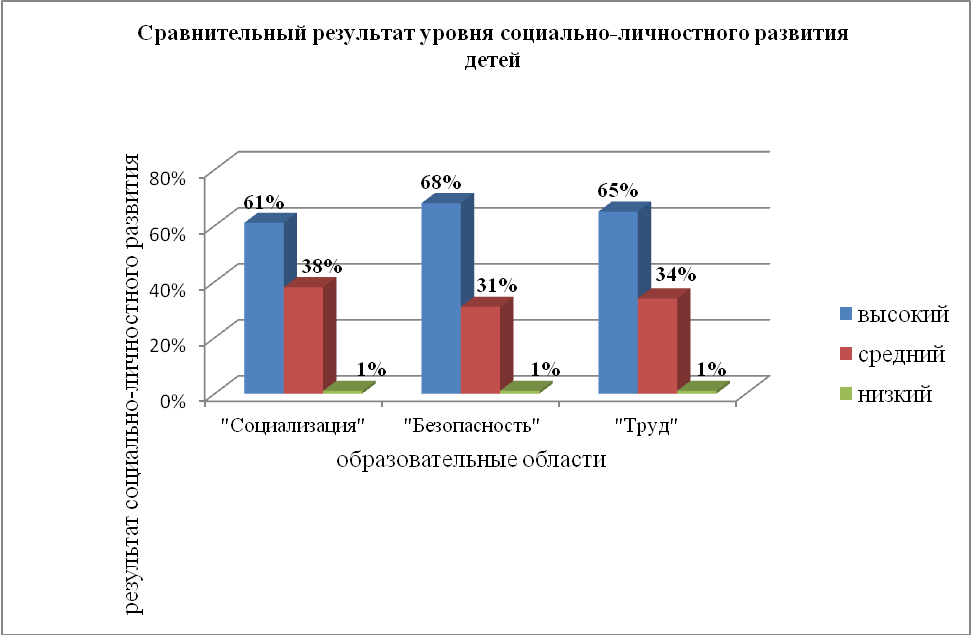 Сравнительный результат уровня социально-личностного развития
детей
результат социально-личностного развития
80%
60%
40%
20%
0%
61%
38%
1%
68%
31%
1%
65%
34%
1%
"Социализация"
"Безопасность"
"Труд"
образовательные области
высокий
средний
низкий